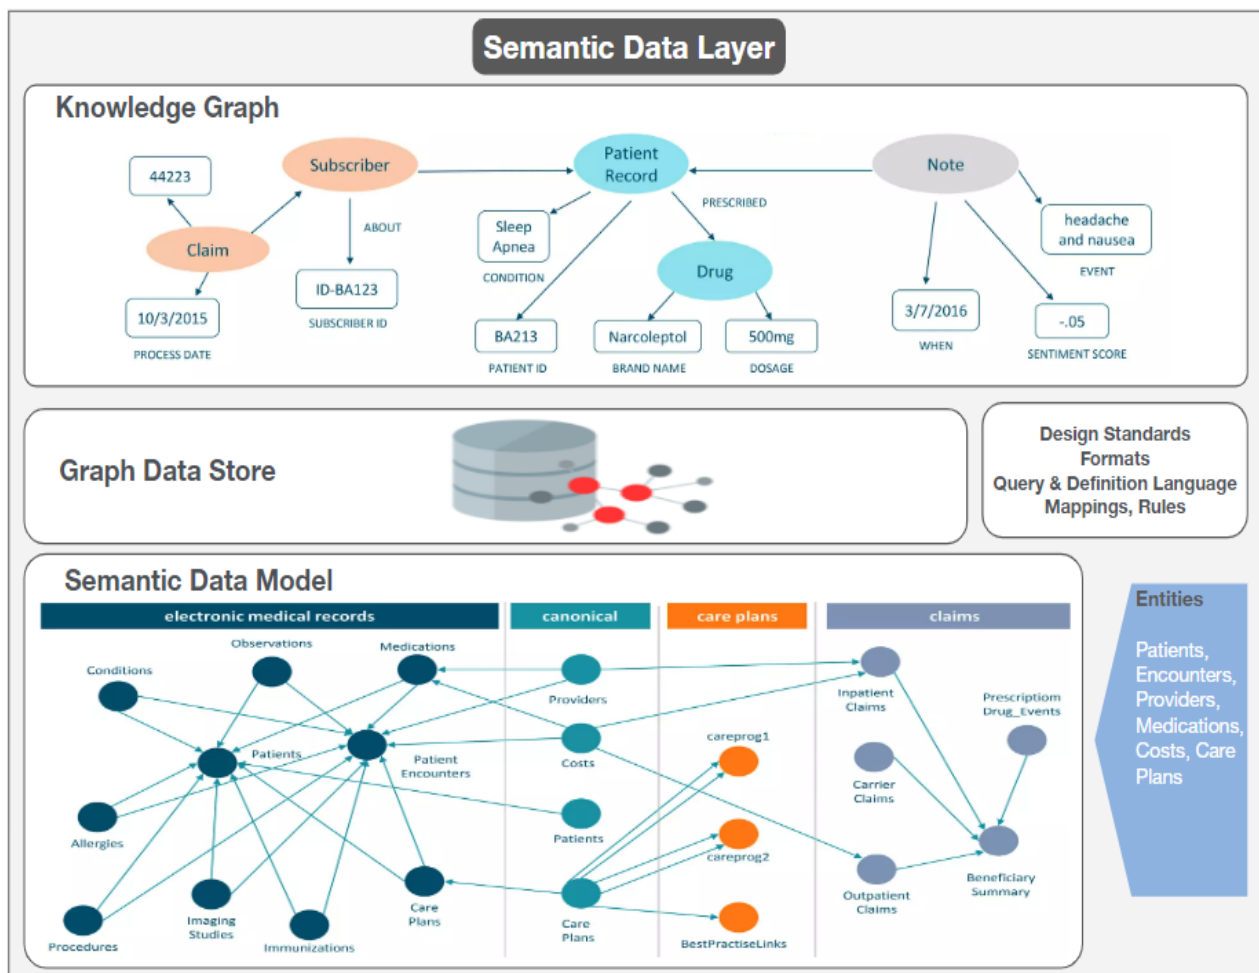 Semantic Data Layer
Knowledge Graph
44223
Subscriber
Patient
Record
Note
Claim
ABOUT
PRESCRIBED
Sleep
Apnea
CONDITION
headache
and nausea
EVENT
Drug
ID-BA123
SUBSCRIBER ID
10/3/2015
PROCESS DATE
BA213
PATIENT ID
Narcoleptol
BRAND NAME
500mg
DOSAGE
3/7/2016
WHEN
-.05
SENTIMENT SCORE
Graph Data Store
Design Standards
Formats
Query & Definition Language
Mappings, Rules
Semantic Data Model
electronic medical records
canonical
care plans
claims
Observations
Medications
Conditions
Providers
Inpatient
Claims
Prescriptiom
Drug_Events
Patients
Patient
Encounters
Costs
careprog1
Carrier
Claims
Allergies
Patients
careprog2
Beneficiary
Summary
Outpatient
Claims
Procedures
Imaging
Studies
Immunizations
Care
Plans
Care
Plans
BestPractiseLinks
Entities
Patients,
Encounters,
Providers,
Medications,
Costs, Care
Plans